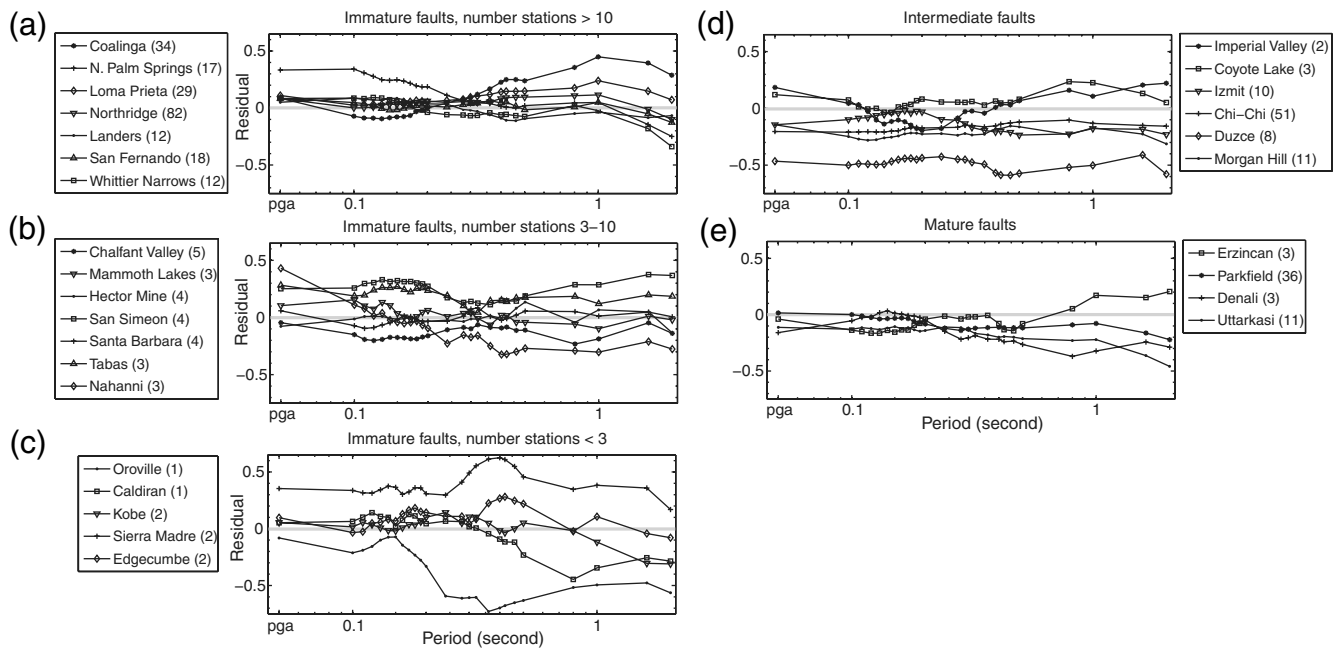 (a)
Immature faults, number stations > 10
Coalinga (34)
N. Palm Springs (17)
Loma Prieta (29)
Northridge (82)
Landers (12)
San Fernando (18)
Whittier Narrows (12)
Residual
0.5
0
−0.5
pga
0.1
1
(b)
Immature faults, number stations 3−10
Chalfant Valley (5)
Mammoth Lakes (3)
Hector Mine (4)
San Simeon (4)
Santa Barbara (4)
Tabas (3)
Nahanni (3)
Residual
0.5
0
−0.5
pga
0.1
1
(c)
Immature faults, number stations < 3
Oroville (1)
Caldiran (1)
Kobe (2)
Sierra Madre (2)
Edgecumbe (2)
Residual
0.5
0
−0.5
pga
0.1
1
Period (second)
(d)
Intermediate faults
Imperial Valley (2)
Coyote Lake (3)
Izmit (10)
Chi−Chi (51)
Duzce (8)
Morgan Hill (11)
0.5
0
−0.5
pga
0.1
1
(e)
Mature faults
Erzincan (3)
Parkfield (36)
Denali (3)
Uttarkasi (11)
0.5
0
−0.5
pga
0.1
1
Period (second)